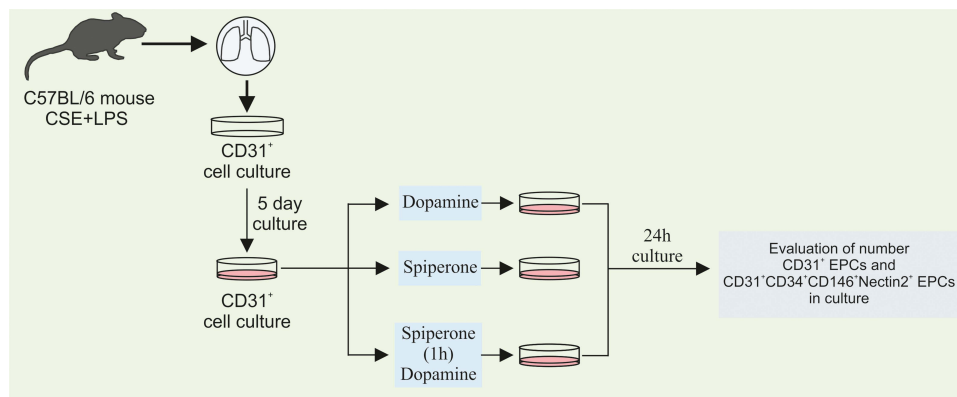 C57BL/6 mouse
CSE+LPS
CD31⁺
cell culture
5 day
culture
CD31⁺
cell culture
Dopamine
Spiperone
Spiperone
(1h)
Dopamine
24h
culture
Evaluation of number
CD31⁺ EPCs and
CD31⁺CD34⁺CD146⁺Nectin2⁺ EPCs
in culture